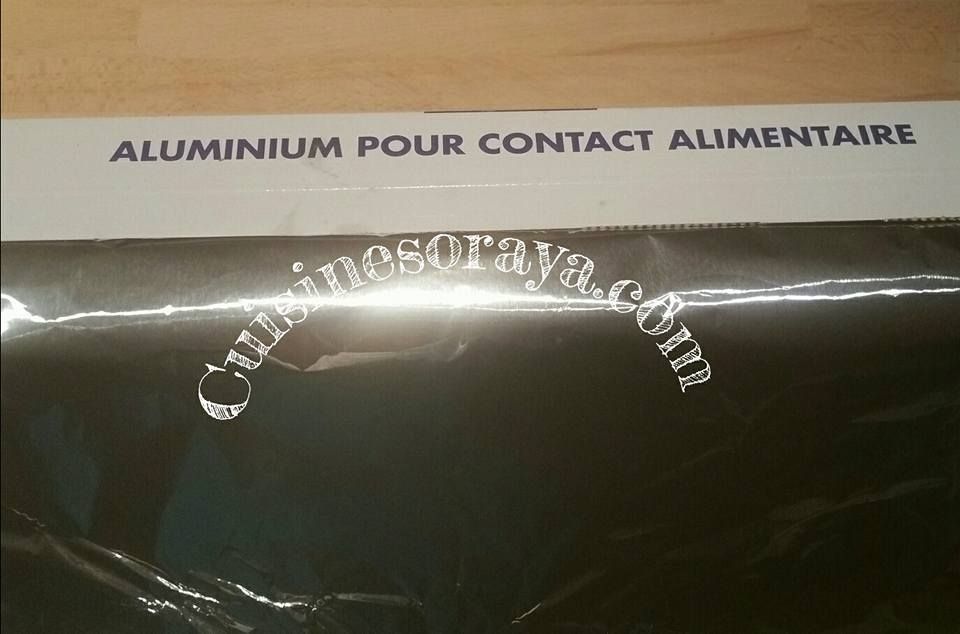 ALUMINIUM POUR CONTACT ALIMENTAIRE
Cuisinesoraya.com